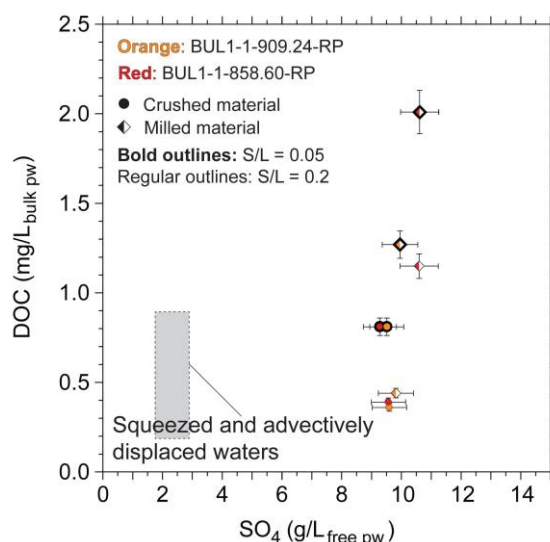 2.5
2.0
1.5
1.0
0.5
0.0
DOC (mg/L bulk pw)
Orange: BUL1-1-909.24-RP
Red: BUL1-1-858.60-RP
Crushed material
Milled material
Bold outlines: S/L = 0.05
Regular outlines: S/L = 0.2
Squeezed and advectively
displaced waters
0 2 4 6 8 10 12 14
SO4 (g/L free pw)